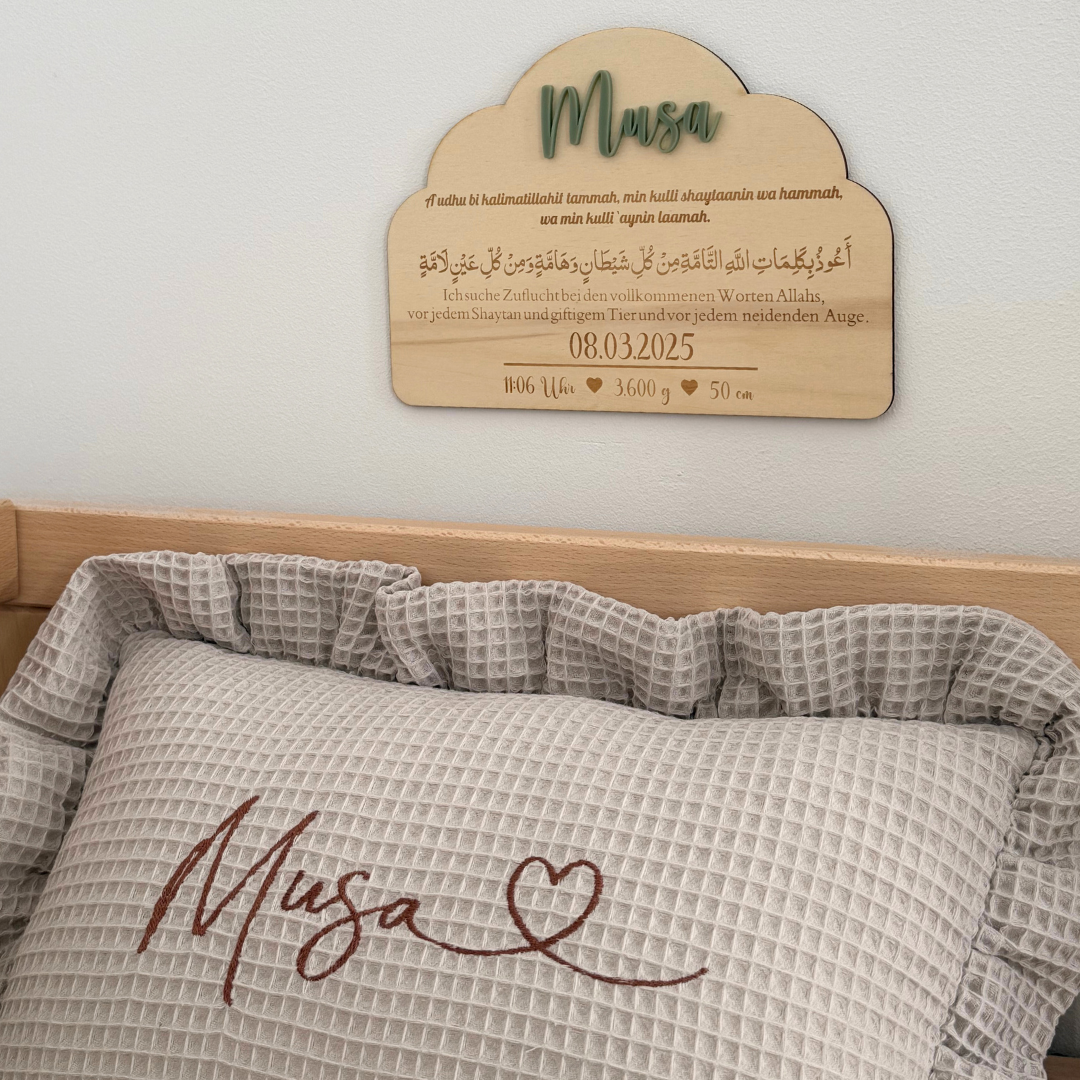 Musa
A'udhu bi kalimatillahit tammah, min kulli shaytaanin wa hammah,
wa min kulli 'aynin laamah.
أَعُوذُ بِكَلِمَاتِ اللَّهِ التَّامَّةِ مِنْ كُلِّ شَيْطَانٍ وَهَامَّةٍ وَمِنْ كُلِّ عَيْنٍ لَامَّةٍ
Ich suche Zuflucht bei den vollkommenen Worten Allahs,
vor jedem Shaytan und giftigem Tier und vor jedem neidenden Auge.
08.03.2025
11:06 Uhr ♥ 3.600 g ♥ 50 cm
Musa